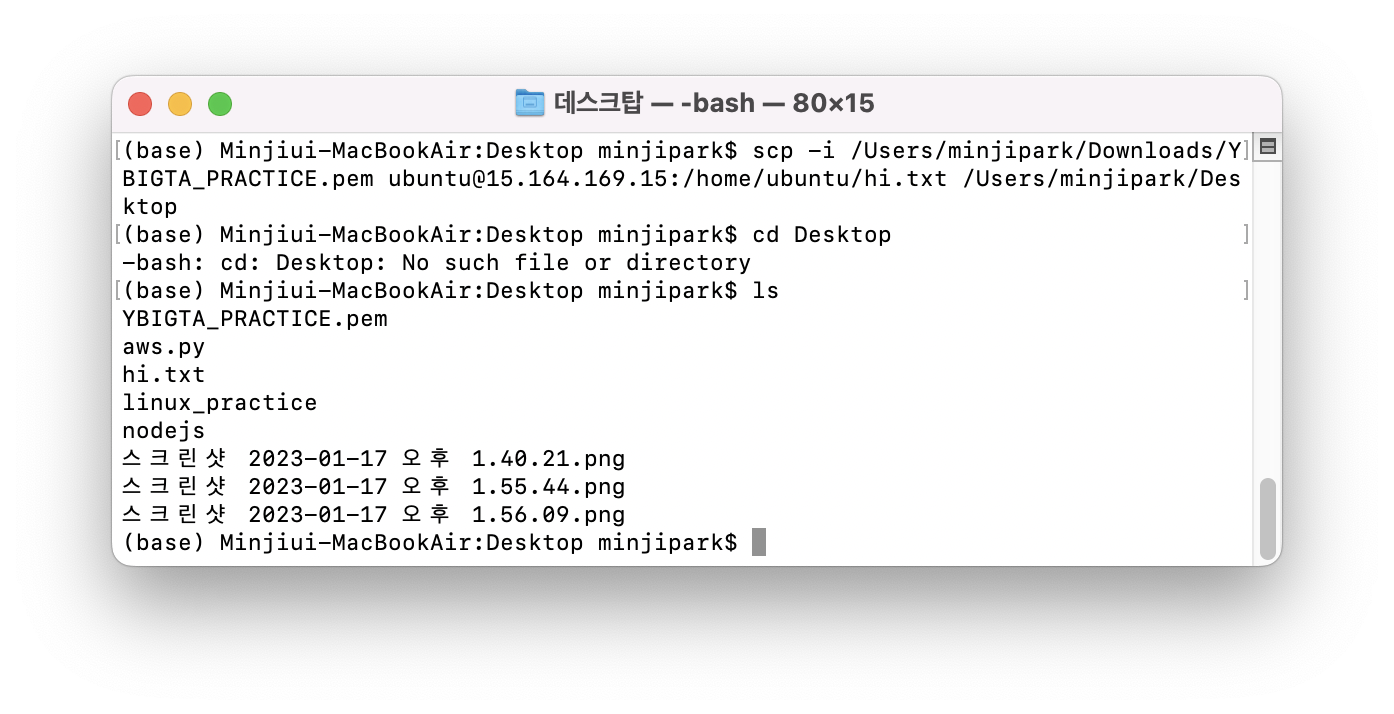 데스크탑 — -bash — 80×15
[(base) Minjiui-MacBookAir:Desktop minjipark$ scp -i /Users/minjipark/Downloads/Y]
BIGTA_PRACTICE.pem ubuntu@15.164.169.15:/home/ubuntu/hi.txt /Users/minjipark/Des
ktop
[(base) Minjiui-MacBookAir:Desktop minjipark$ cd Desktop ]
-bash: cd: Desktop: No such file or directory
[(base) Minjiui-MacBookAir:Desktop minjipark$ ls ]
YBIGTA_PRACTICE.pem
aws.py
hi.txt
linux_practice
nodejs
스크린샷 2023-01-17 오후 1.40.21.png
스크린샷 2023-01-17 오후 1.55.44.png
스크린샷 2023-01-17 오후 1.56.09.png
(base) Minjiui-MacBookAir:Desktop minjipark$